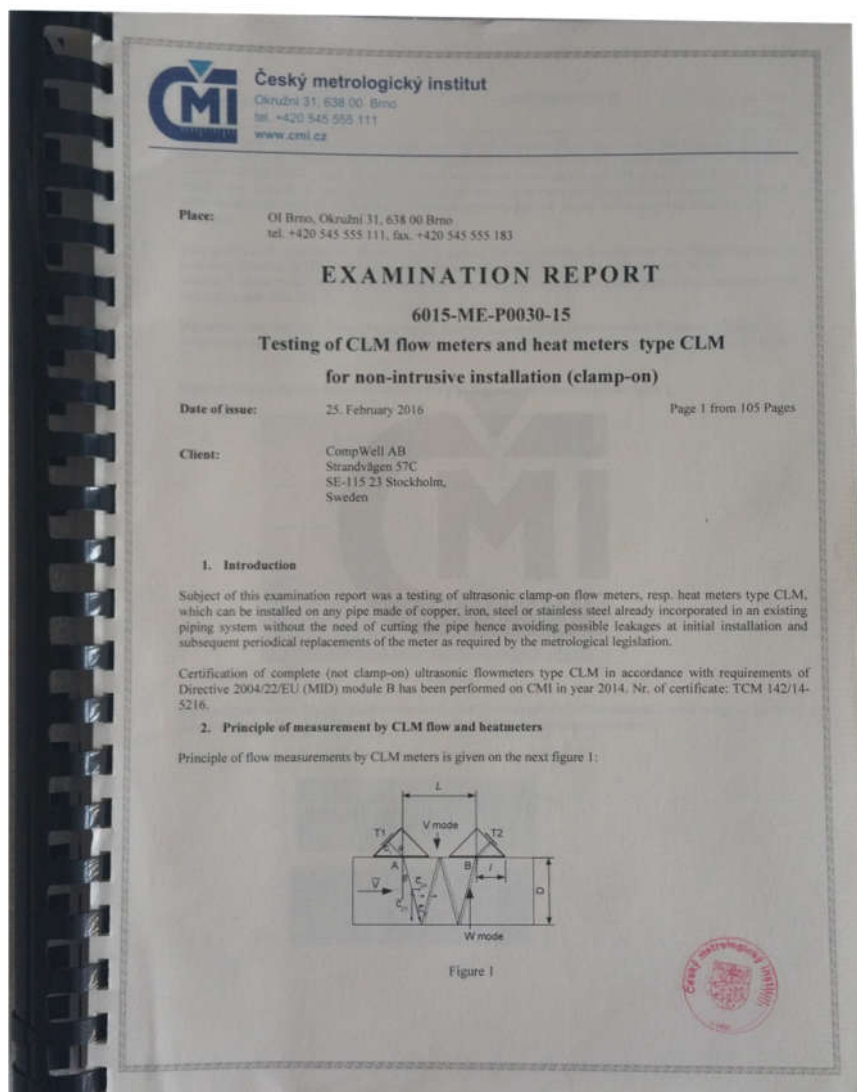 ČMI
Český metrologický institut
Okružní 31, 638 00 Brno
tel. +420 545 555 111
www.cmi.cz
Place: OI Brno, Okružní 31, 638 00 Brno
tel. +420 545 555 111, fax. +420 545 555 183
EXAMINATION REPORT
6015-ME-P0030-15
Testing of CLM flow meters and heat meters type CLM
for non-intrusive installation (clamp-on)
Date of issue: 25. February 2016 Page 1 from 105 Pages
Client: CompWell AB
Strandvägen 57C
SE-115 23 Stockholm,
Sweden
1. Introduction
Subject of this examination report was a testing of ultrasonic clamp-on flow meters, resp. heat meters type CLM,
which can be installed on any pipe made of copper, iron, steel or stainless steel already incorporated in an existing
piping system without the need of cutting the pipe hence avoiding possible leakages at initial installation and
subsequent periodical replacements of the meter as required by the metrological legislation.
Certification of complete (not clamp-on) ultrasonic flowmeters type CLM in accordance with requirements of
Directive 2004/22/EU (MID) module B has been performed on CMI in year 2014. Nr. of certificate: TCM 142/14-
5216.
2. Principle of measurement by CLM flow and heatmeters
Principle of flow measurements by CLM meters is given on the next figure 1:
L
T1 V mode T2
A B l
D
W mode
Figure 1
Český metrologický institut